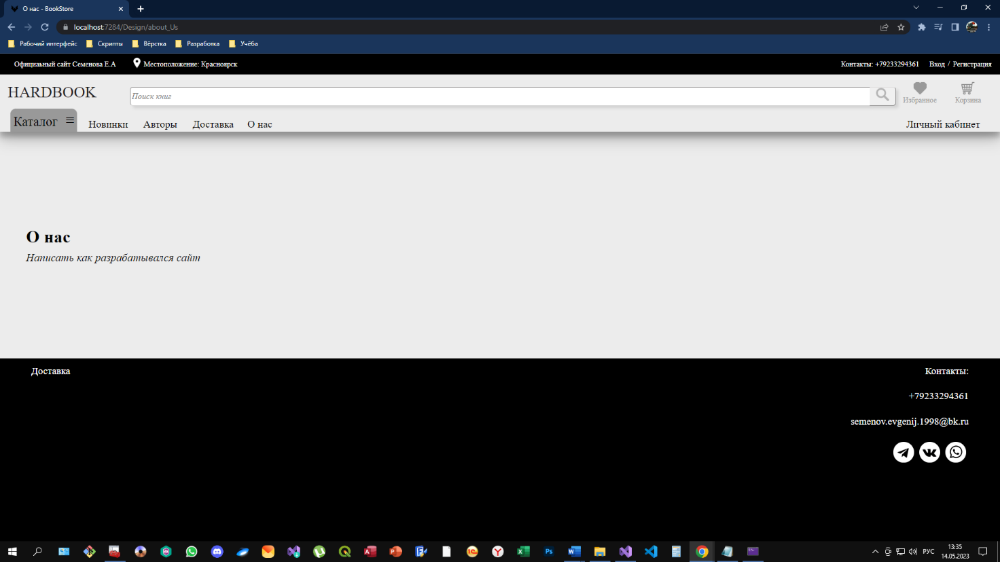 О нас - BookStore
localhost:7284/Design/about_Us
Рабочий интерфейс Скрипты Вёрстка Разработка Учёба
Официаьный сайт Семенова Е.А Местоположение: Красноярск Контакты: +79233294361 Вход / Регистрация
HARDBOOK Поиск книг Избранное Корзина
Каталог Новинки Авторы Доставка О нас Личный кабинет
О нас
Написать как разрабатывался сайт
Доставка Контакты:
+79233294361
semenov.evgenij.1998@bk.ru
РУС 13:35
14.05.2023